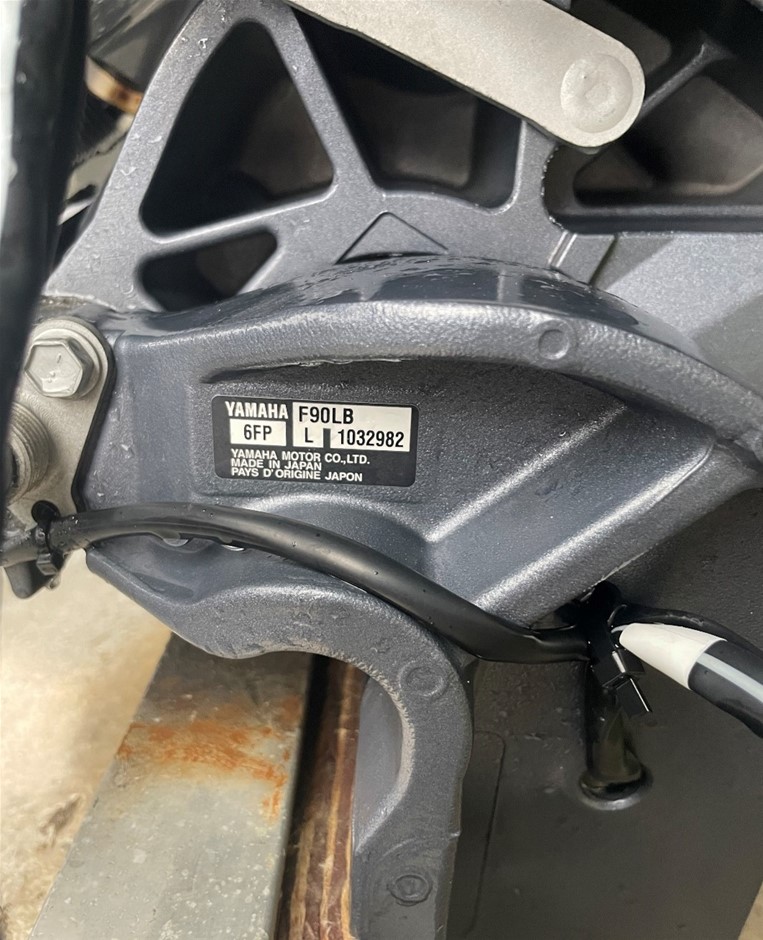 YAMAHA F90LB
6FP L 1032982
YAMAHA MOTOR CO.,LTD.
MADE IN JAPAN
PAYS D'ORIGINE JAPON